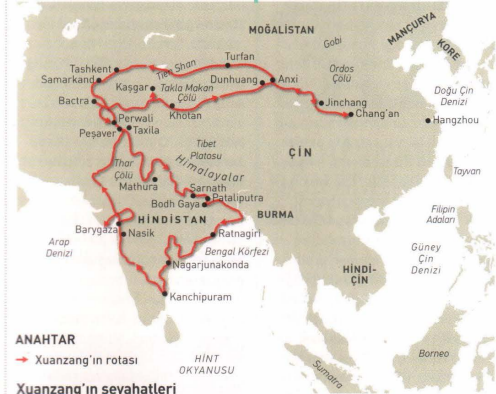 MOĞALİSTAN
MANÇURYA
KORE
Gobi
Turfan
Tien Shan
Tashkent
Samarkand
Ordos
Çölü
Dunhuang
Anxi
Kaşgar
Takla Makan
Çölü
Doğu Çin
Denizi
Bactra
Jinchang
Khotan
Chang'an
Perwali
Hangzhou
Peşaver
Taxila
Tibet
Platosu
ÇİN
Thar
Çölü
Himalayalar
Mathura
Tayvan
Sarnath
Pataliputra
Bodh Gaya
Filipin
Adaları
HİNDİSTAN
BURMA
Barygaza
Nasik
Ratnagiri
Arap
Denizi
Bengal Körfezi
Güney
Çin
Denizi
Nagarjunakonda
HİNDİ-
ÇİN
Kanchipuram
ANAHTAR
Xuanzang'ın rotası
HİNT
OKYANUSU
Borneo
Sumatra
Xuanzang'ın seyahatleri